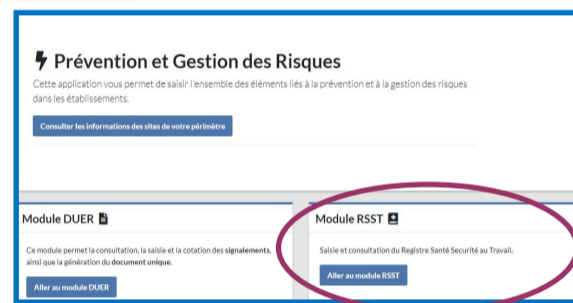 Prévention et Gestion des Risques
Cette application vous permet de saisir l'ensemble des éléments liés à la prévention et à la gestion des risques
dans les établissements.
Consulter les informations des sites de votre périmètre
Module DUER
Ce module permet la consultation, la saisie et la cotation des signalements,
ainsi que la génération du document unique.
Aller au module DUER
Module RSST
Saisie et consultation du Registre Santé Securité au Travail.
Aller au module RSST